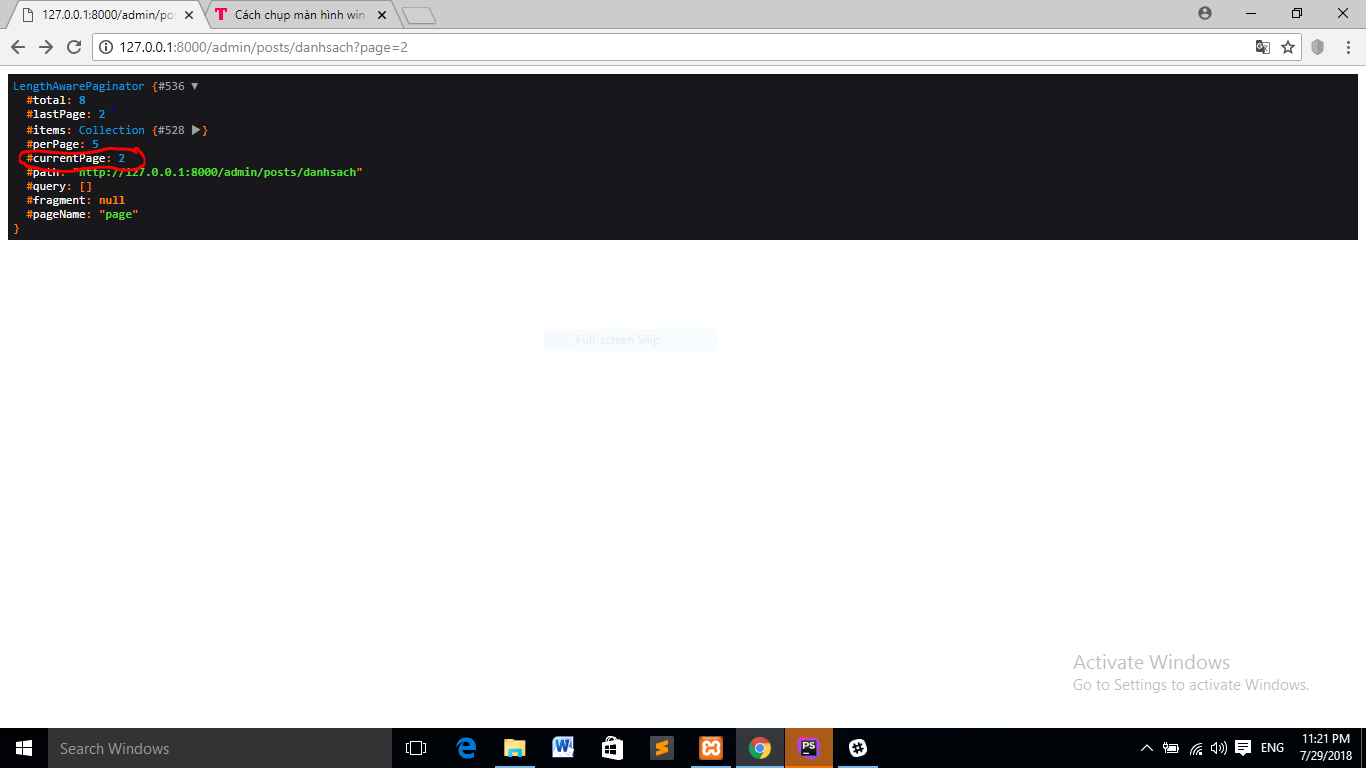 127.0.0.1:8000/admin/po
Cách chụp màn hình win
127.0.0.1:8000/admin/posts/danhsach?page=2
LengthAwarePaginator {#536 ▼
#total: 8
#lastPage: 2
#items: Collection {#528 ▶}
#perPage: 5
#currentPage: 2
#path: "http://127.0.0.1:8000/admin/posts/danhsach"
#query: []
#fragment: null
#pageName: "page"
}
Full-screen Snip
Activate Windows
Go to Settings to activate Windows.
Search Windows
PS
ENG
11:21 PM
7/29/2018